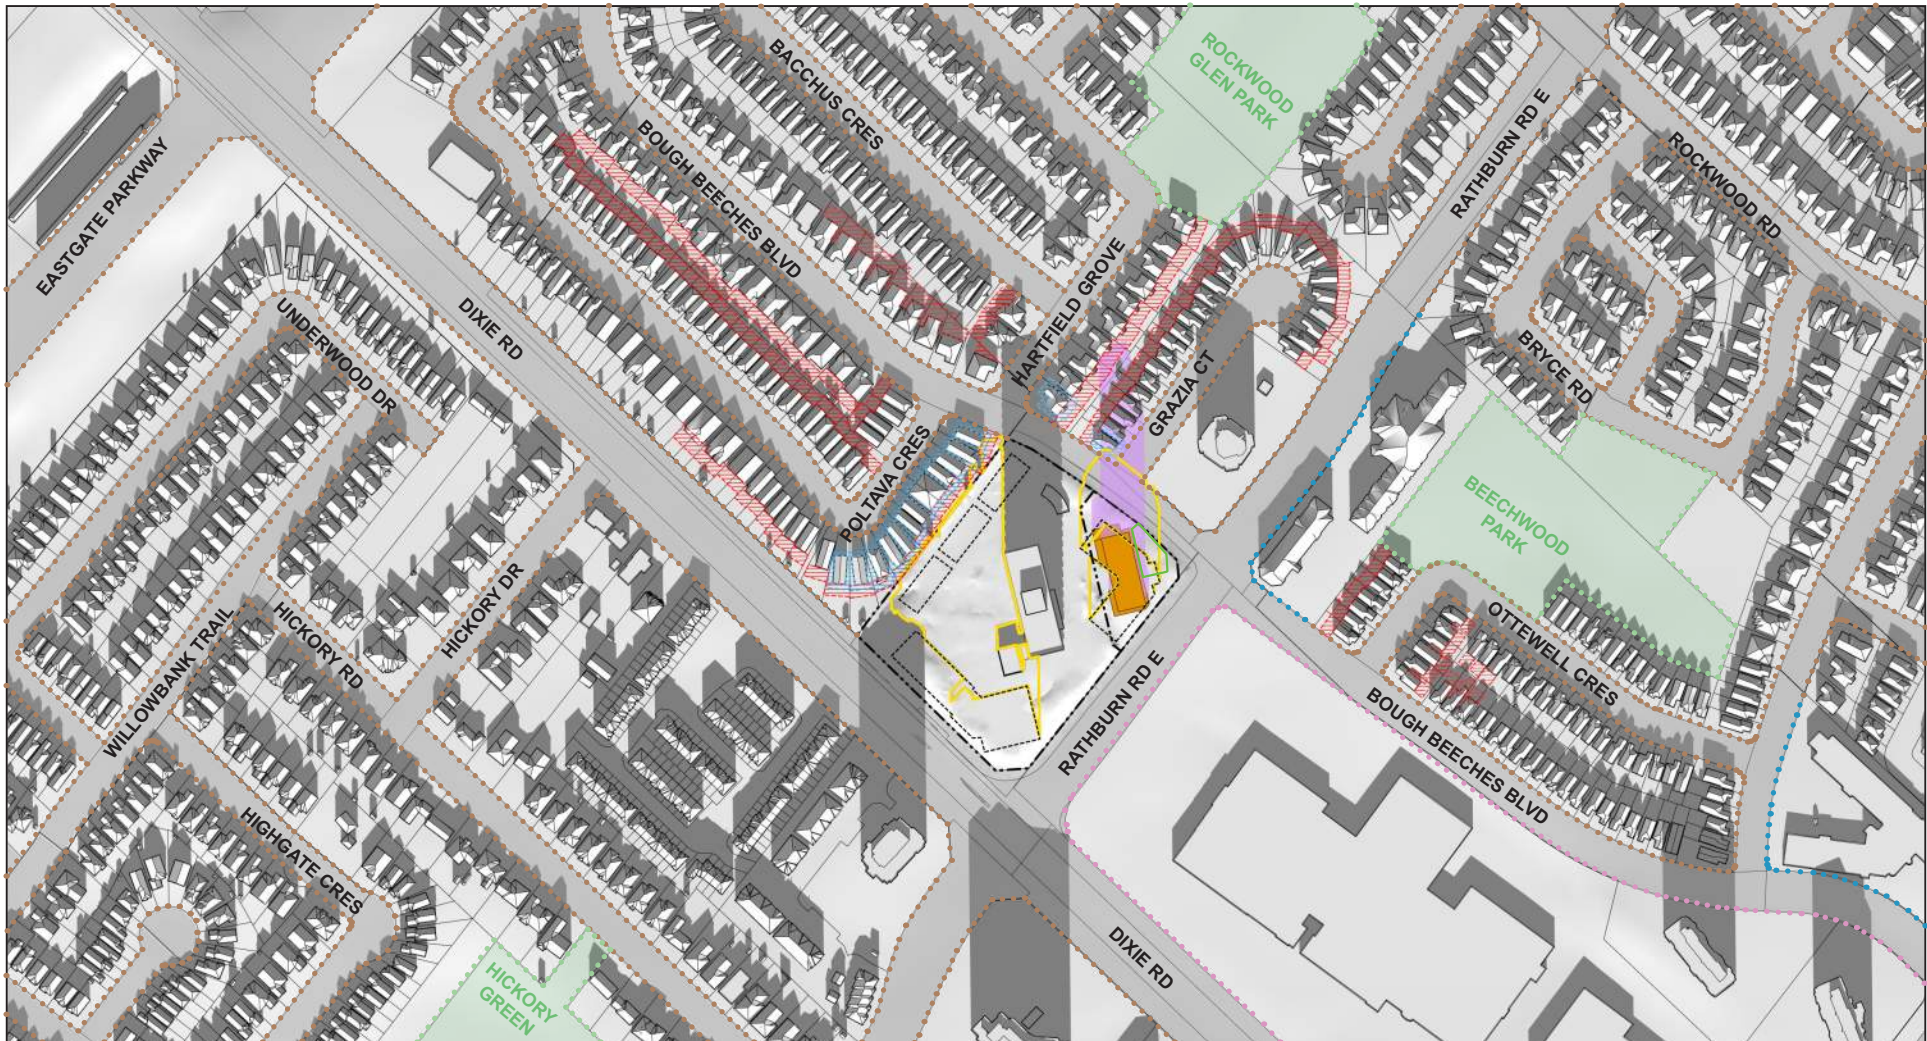 ROCKWOOD
GLEN PARK
BACCHUS CRES
BOUGH BEECHES BLVD
EASTGATE PARKWAY
RATHBURN RD E
ROCKWOOD RD
HARTFIELD GROVE
UNDERWOOD DR
DIXIE RD
GRAZIA CT
BRYCE RD
POLTAVA CRES
BEECHWOOD
PARK
HICKORY DR
OTTEWELL CRES
HICKORY RD
WILLOWBANK TRAIL
RATHBURN RD E
BOUGH BEECHES BLVD
HIGHGATE CRES
DIXIE RD
HICKORY
GREEN